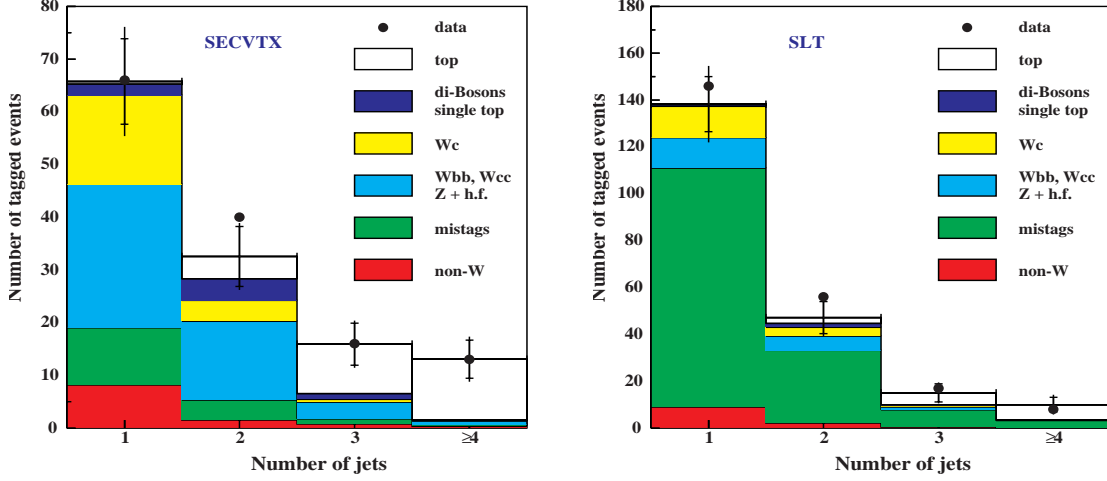 SECVTX
data
top
di-Bosons
single top
Wc
Wbb, Wcc
Z + h.f.
mistags
non-W
Number of tagged events
80
70
60
50
40
30
20
10
0
1
2
3
≥4
Number of jets
SLT
data
top
di-Bosons
single top
Wc
Wbb, Wcc
Z + h.f.
mistags
non-W
Number of tagged events
180
160
140
120
100
80
60
40
20
0
1
2
3
≥4
Number of jets